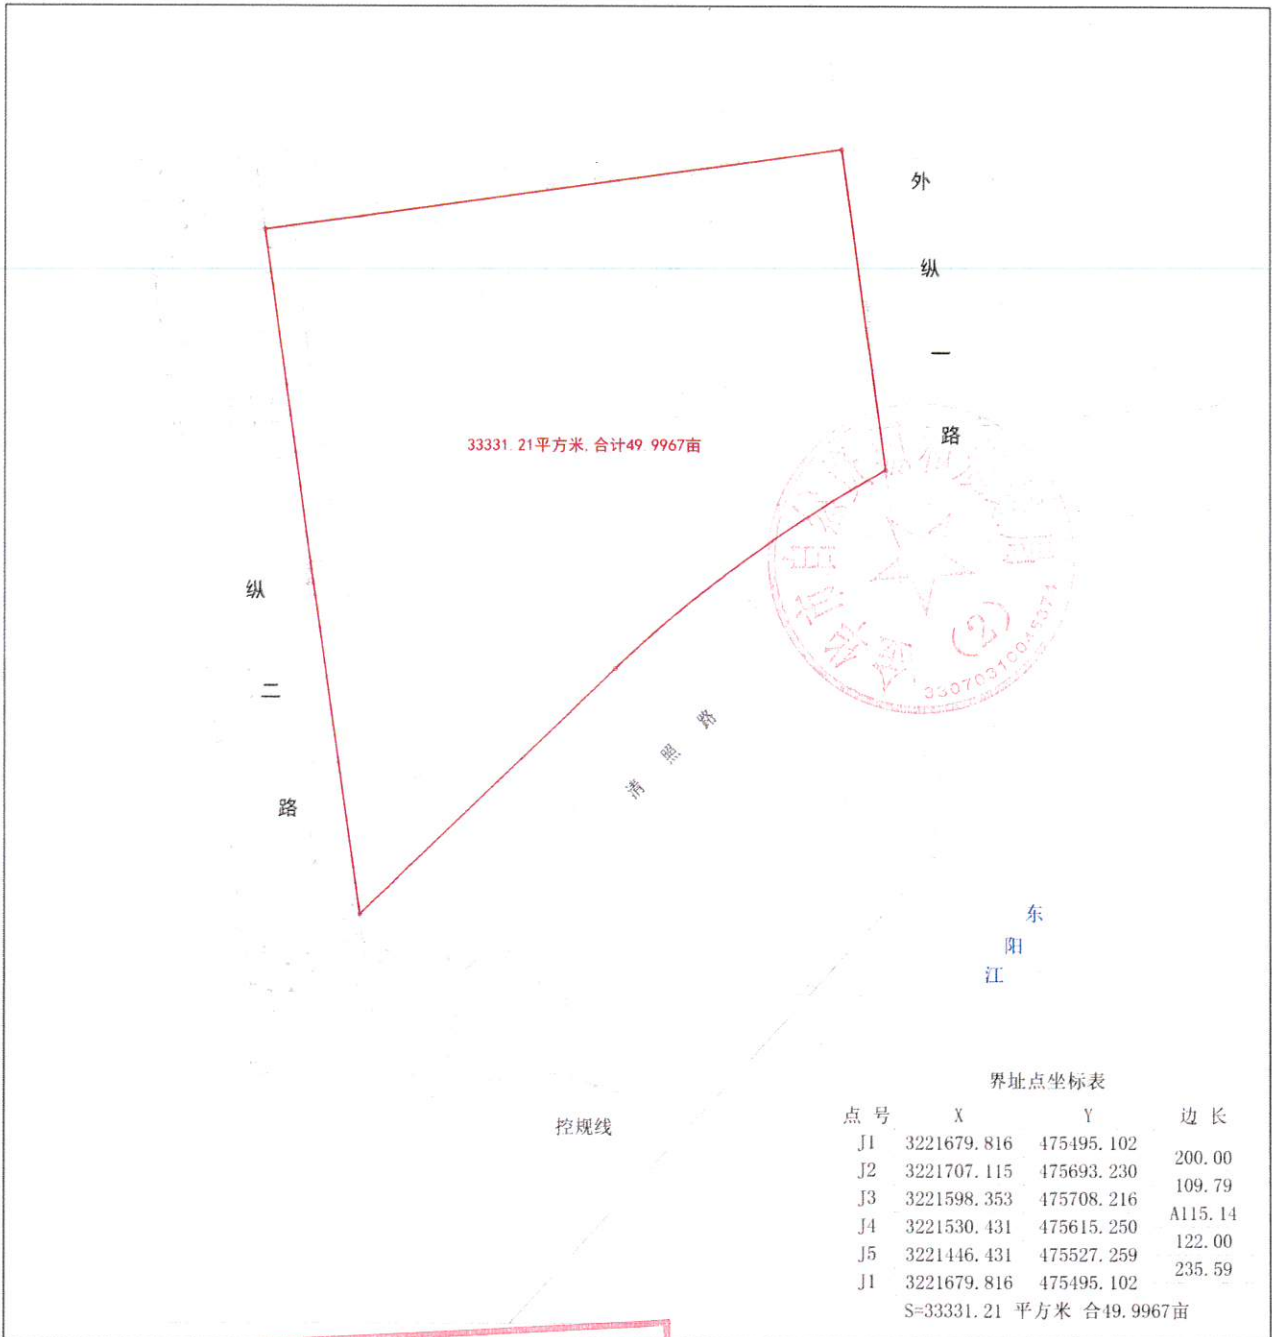 外
纵
一
路
33331.21平方米,合计49.9967亩
纵
二
路
清照路
东
阳
江
控规线
(2)
界址点坐标表
点 号 X Y 边 长
J1 3221679.816 475495.102
200.00
J2 3221707.115 475693.230
109.79
J3 3221598.353 475708.216
A115.14
J4 3221530.431 475615.250
122.00
J5 3221446.431 475527.259
235.59
J1 3221679.816 475495.102
S=33331.21 平方米 合49.9967亩